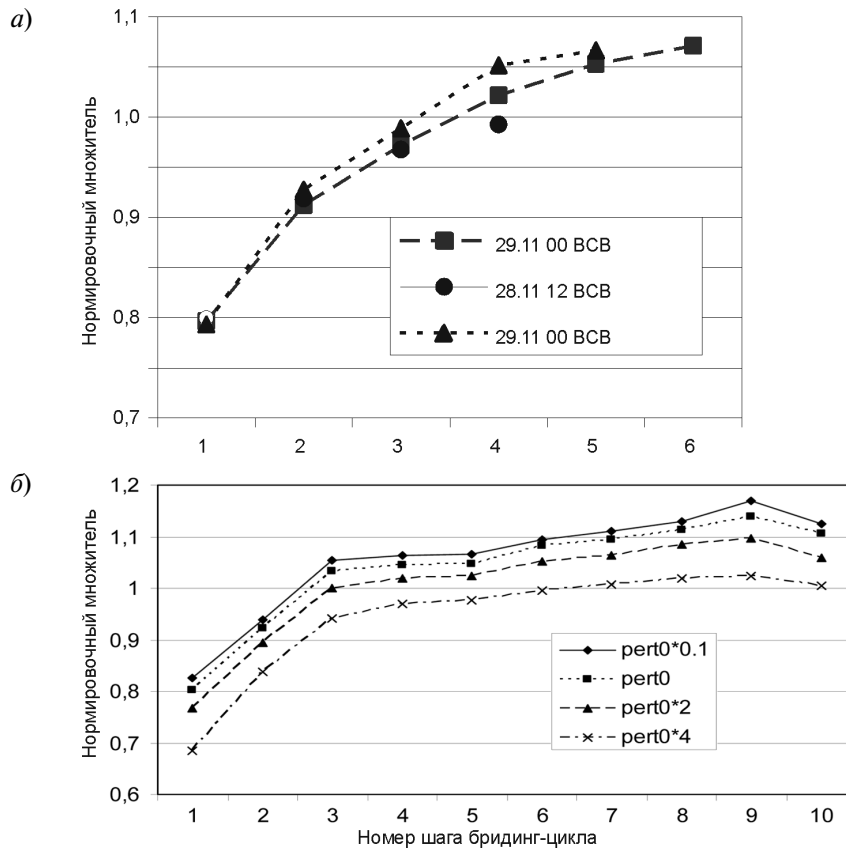 а)
1,1
1,0
0,9
0,8
0,7
Нормировочный множитель
29.11 00 ВСВ
28.11 12 ВСВ
29.11 00 ВСВ
1 2 3 4 5 6
б)
1,2
1,1
1
0,9
0,8
0,7
0,6
Нормировочный множитель
pert0*0.1
pert0
pert0*2
pert0*4
1 2 3 4 5 6 7 8 9 10
Номер шага бридинг-цикла